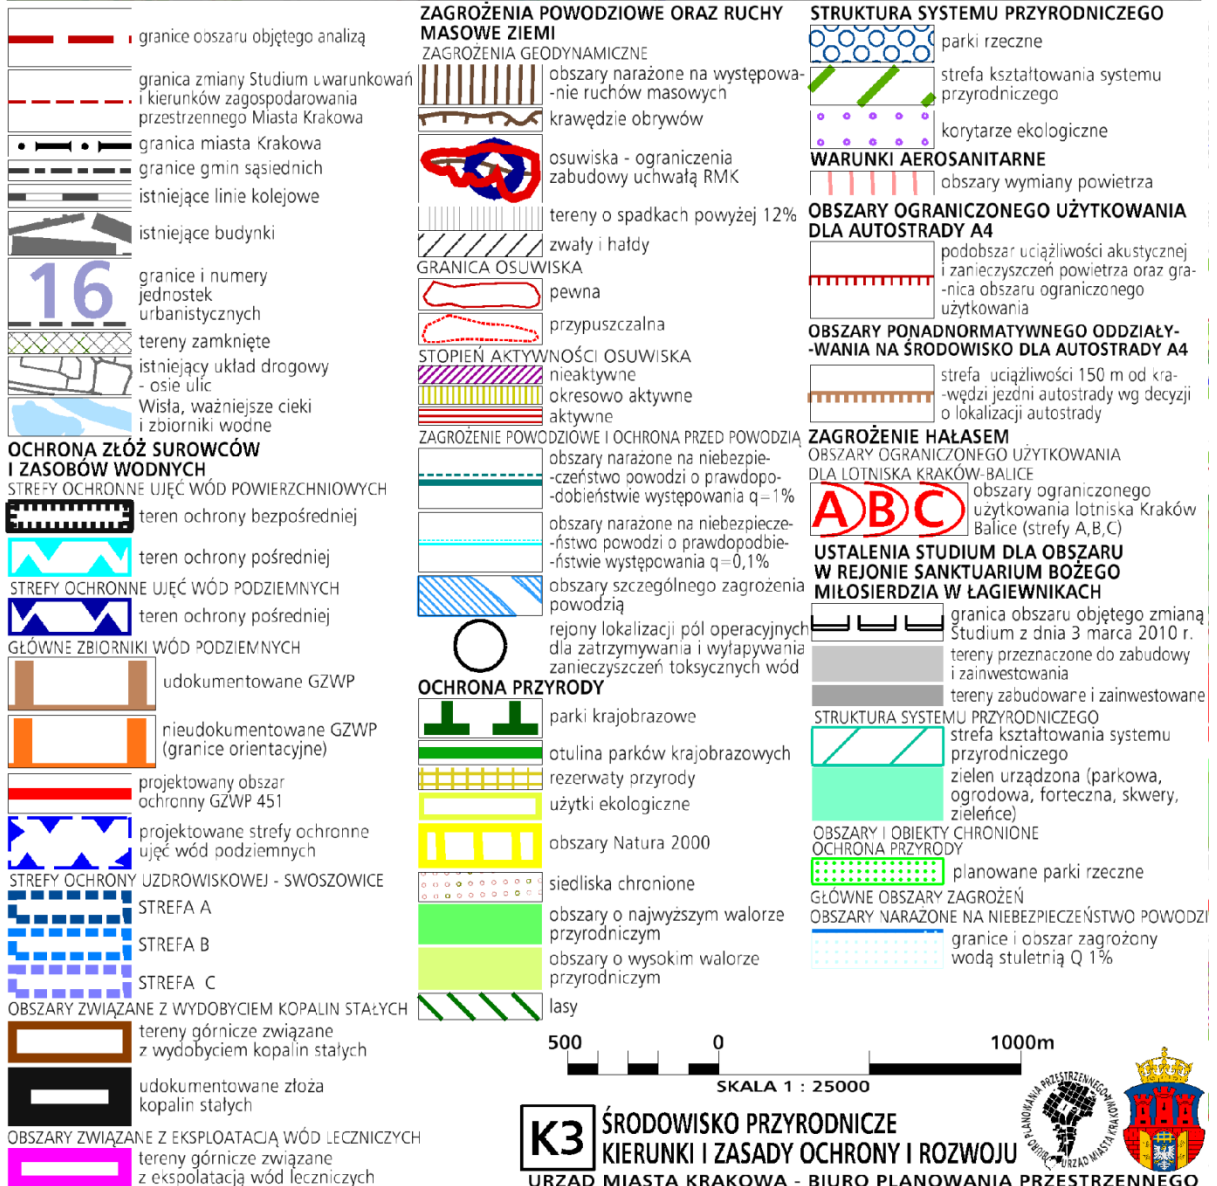 granice obszaru objętego analizą
granica zmiany Studium uwarunkowań
i kierunków zagospodarowania
przestrzennego Miasta Krakowa
granica miasta Krakowa
granice gmin sąsiednich
istniejące linie kolejowe
istniejące budynki
16
granice i numery
jednostek
urbanistycznych
tereny zamknięte
istniejący układ drogowy
- osie ulic
Wisła, ważniejsze cieki
i zbiorniki wodne
OCHRONA ZŁÓŻ SUROWCÓW
I ZASOBÓW WODNYCH
STREFY OCHRONNE UJĘĆ WÓD POWIERZCHNIOWYCH
teren ochrony bezpośredniej
teren ochrony pośredniej
STREFY OCHRONNE UJĘĆ WÓD PODZIEMNYCH
teren ochrony pośredniej
GŁÓWNE ZBIORNIKI WÓD PODZIEMNYCH
udokumentowane GZWP
nieudokumentowane GZWP
(granice orientacyjne)
projektowany obszar
ochronny GZWP 451
projektowane strefy ochronne
ujęć wód podziemnych
STREFY OCHRONY UZDROWISKOWEJ - SWOSZOWICE
STREFA A
STREFA B
STREFA C
OBSZARY ZWIĄZANE Z WYDOBYCIEM KOPALIN STAŁYCH
tereny górnicze związane
z wydobyciem kopalin stałych
udokumentowane złoża
kopalin stałych
OBSZARY ZWIĄZANE Z EKSPLOATACJĄ WÓD LECZNICZYCH
tereny górnicze związane
z ekspolatacją wód leczniczych
ZAGROŻENIA POWODZIOWE ORAZ RUCHY
MASOWE ZIEMI
ZAGROŻENIA GEODYNAMICZNE
obszary narażone na występowa-
-nie ruchów masowych
krawędzie obrywów
osuwiska - ograniczenia
zabudowy uchwałą RMK
tereny o spadkach powyżej 12%
zwały i hałdy
GRANICA OSUWISKA
pewna
przypuszczalna
STOPIEŃ AKTYWNOŚCI OSUWISKA
nieaktywne
okresowo aktywne
aktywne
ZAGROŻENIE POWODZIOWE I OCHRONA PRZED POWODZIĄ
obszary narażone na niebezpie-
-czeństwo powodzi o prawdopo-
-dobieństwie występowania q=1%
obszary narażone na niebezpiecze-
-ństwo powodzi o prawdopodbie-
-ństwie występowania q=0,1%
obszary szczególnego zagrożenia
powodzią
rejony lokalizacji pól operacyjnych
dla zatrzymywania i wyłapywania
zanieczyszczeń toksycznych wód
OCHRONA PRZYRODY
parki krajobrazowe
otulina parków krajobrazowych
rezerwaty przyrody
użytki ekologiczne
obszary Natura 2000
siedliska chronione
obszary o najwyższym walorze
przyrodniczym
obszary o wysokim walorze
przyrodniczym
lasy
STRUKTURA SYSTEMU PRZYRODNICZEGO
parki rzeczne
strefa kształtowania systemu
przyrodniczego
korytarze ekologiczne
WARUNKI AEROSANITARNE
obszary wymiany powietrza
OBSZARY OGRANICZONEGO UŻYTKOWANIA
DLA AUTOSTRADY A4
podobszar uciążliwości akustycznej
i zanieczyszczeń powietrza oraz gra-
-nica obszaru ograniczonego
użytkowania
OBSZARY PONADNORMATYWNEGO ODDZIAŁY-
-WANIA NA ŚRODOWISKO DLA AUTOSTRADY A4
strefa uciążliwości 150 m od kra-
-wędzi jezdni autostrady wg decyzji
o lokalizacji autostrady
ZAGROŻENIE HAŁASEM
OBSZARY OGRANICZONEGO UŻYTKOWANIA
DLA LOTNISKA KRAKÓW-BALICE
A B C
obszary ograniczonego
użytkowania lotniska Kraków
Balice (strefy A,B,C)
USTALENIA STUDIUM DLA OBSZARU
W REJONIE SANKTUARIUM BOŻEGO
MIŁOSIERDZIA W ŁAGIEWNIKACH
granica obszaru objętego zmianą
Studium z dnia 3 marca 2010 r.
tereny przeznaczone do zabudowy
i zainwestowania
tereny zabudowane i zainwestowane
STRUKTURA SYSTEMU PRZYRODNICZEGO
strefa kształtowania systemu
przyrodniczego
zielen urządzona (parkowa,
ogrodowa, forteczna, skwery,
zieleńce)
OBSZARY I OBIEKTY CHRONIONE
OCHRONA PRZYRODY
planowane parki rzeczne
GŁÓWNE OBSZARY ZAGROŻEŃ
OBSZARY NARAŻONE NA NIEBEZPIECZEŃSTWO POWODZI
granice i obszar zagrożony
wodą stuletnią Q 1%
500 0 1000m
SKALA 1 : 25000
K3
ŚRODOWISKO PRZYRODNICZE
KIERUNKI I ZASADY OCHRONY I ROZWOJU
BIURO PLANOWANIA PRZESTRZENNEGO
URZĄD MIASTA KRAKOWA
URZĄD MIASTA KRAKOWA - BIURO PLANOWANIA PRZESTRZENNEGO